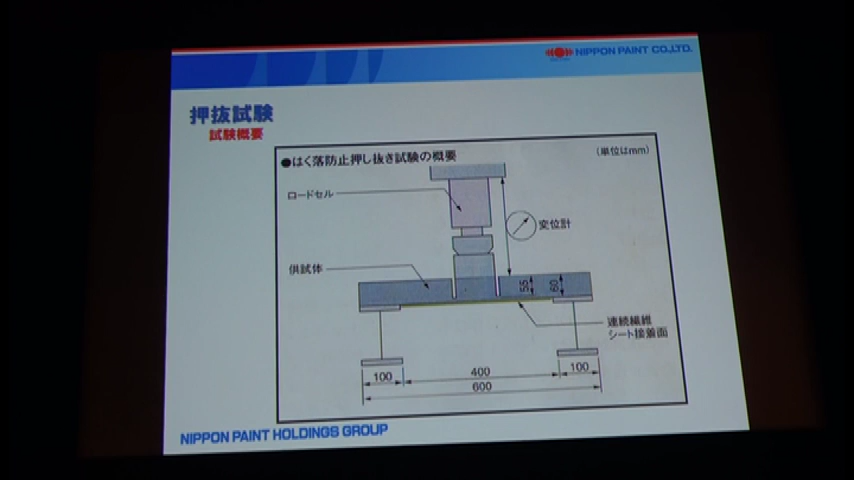 NIPPON PAINT CO.,LTD.
押抜試験
試験概要
●はく落防止押し抜き試験の概要
(単位はmm)
ロードセル
変位計
供試体
55
60
連続繊維
シート接着面
100
400
100
600
NIPPON PAINT HOLDINGS GROUP